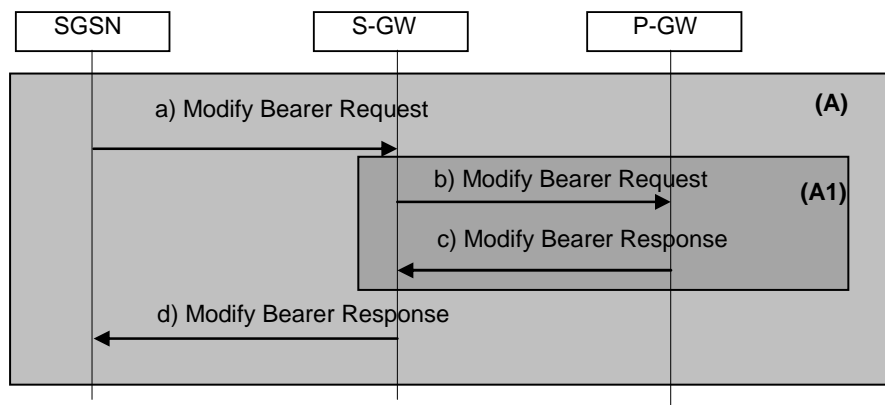 SGSN
S-GW
P-GW
(A)
a) Modify Bearer Request
b) Modify Bearer Request
(A1)
c) Modify Bearer Response
d) Modify Bearer Response